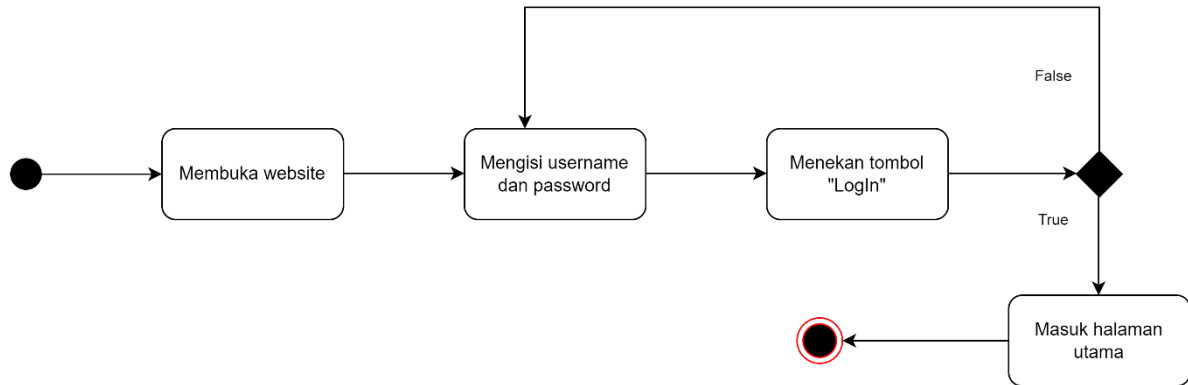 False
Membuka website
Mengisi username
dan password
Menekan tombol
"LogIn"
True
Masuk halaman
utama